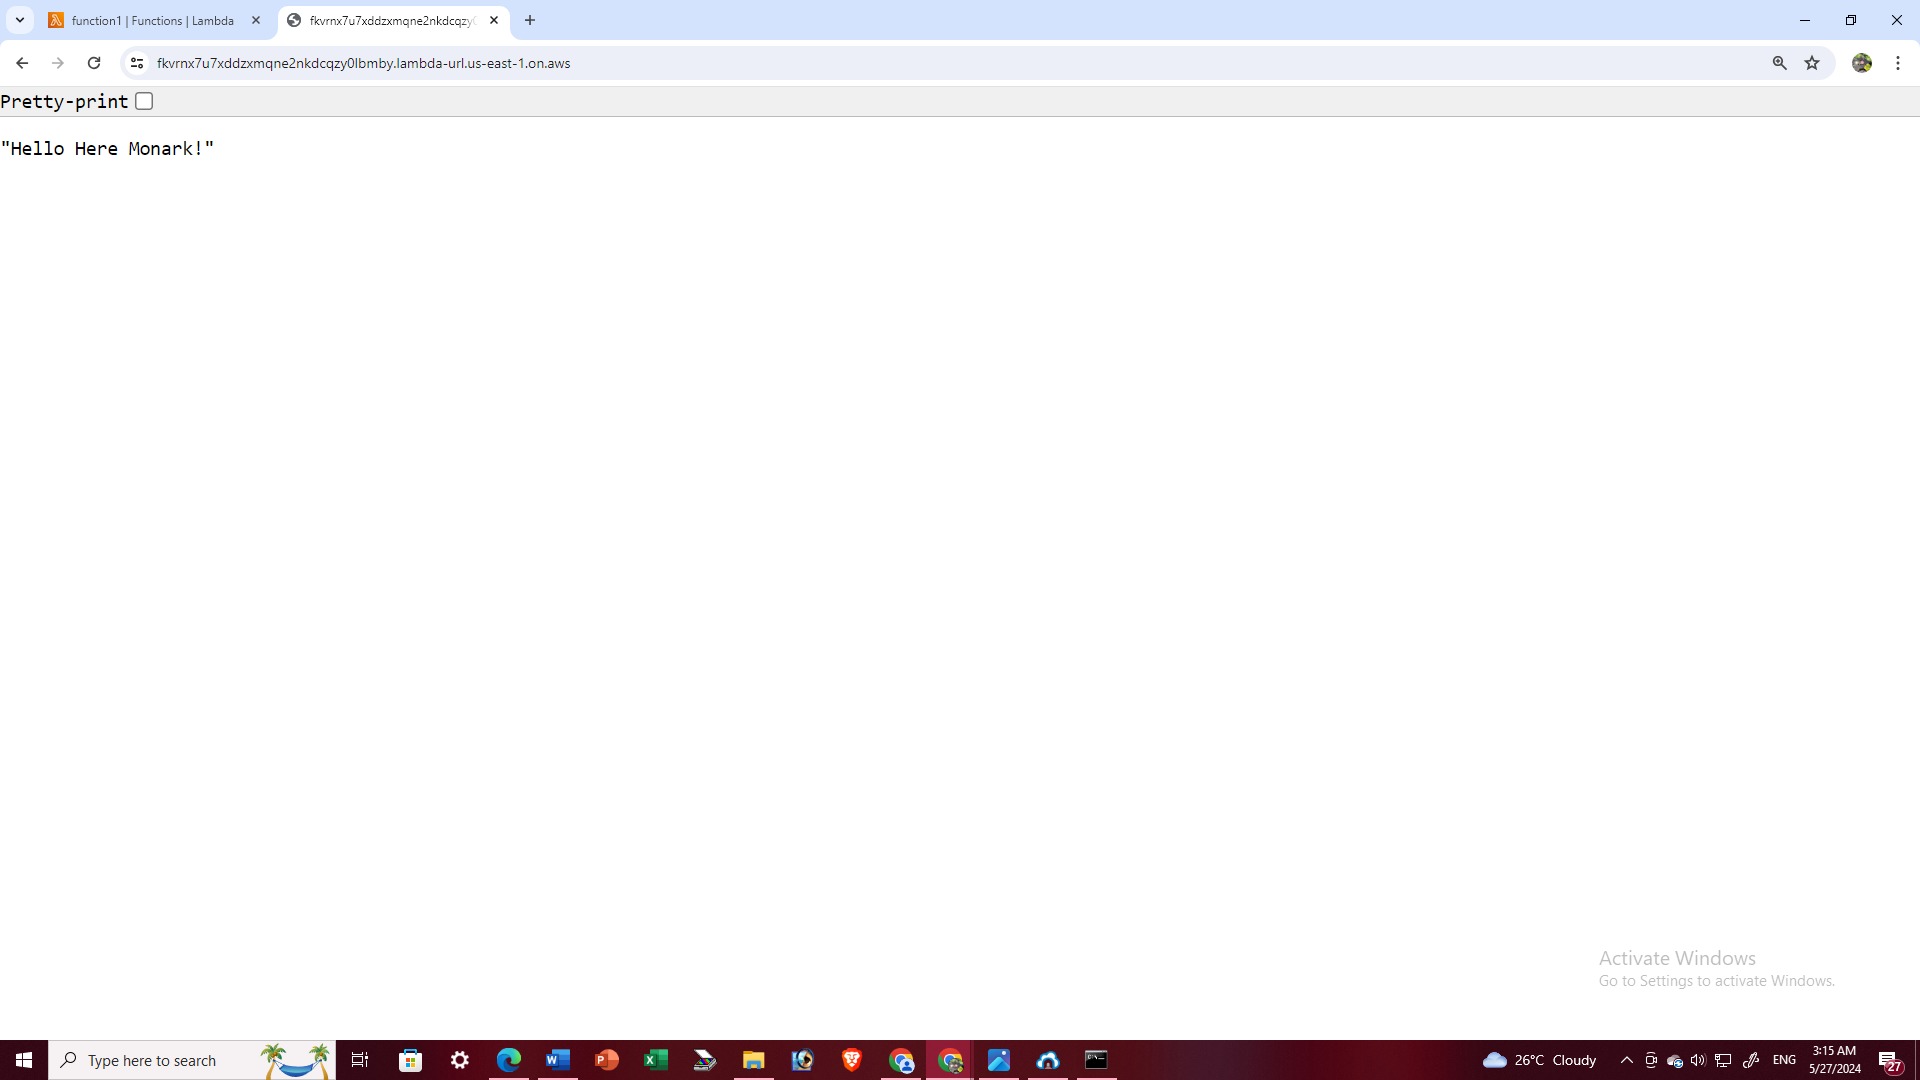 function1 | Functions | Lambda
fkvrnx7u7xddzxmqne2nkdcqzy0
fkvrnx7u7xddzxmqne2nkdcqzy0lbmby.lambda-url.us-east-1.on.aws
Pretty-print
"Hello Here Monark!"
Activate Windows
Go to Settings to activate Windows.
Type here to search
26°C Cloudy
ENG
3:15 AM
5/27/2024
27